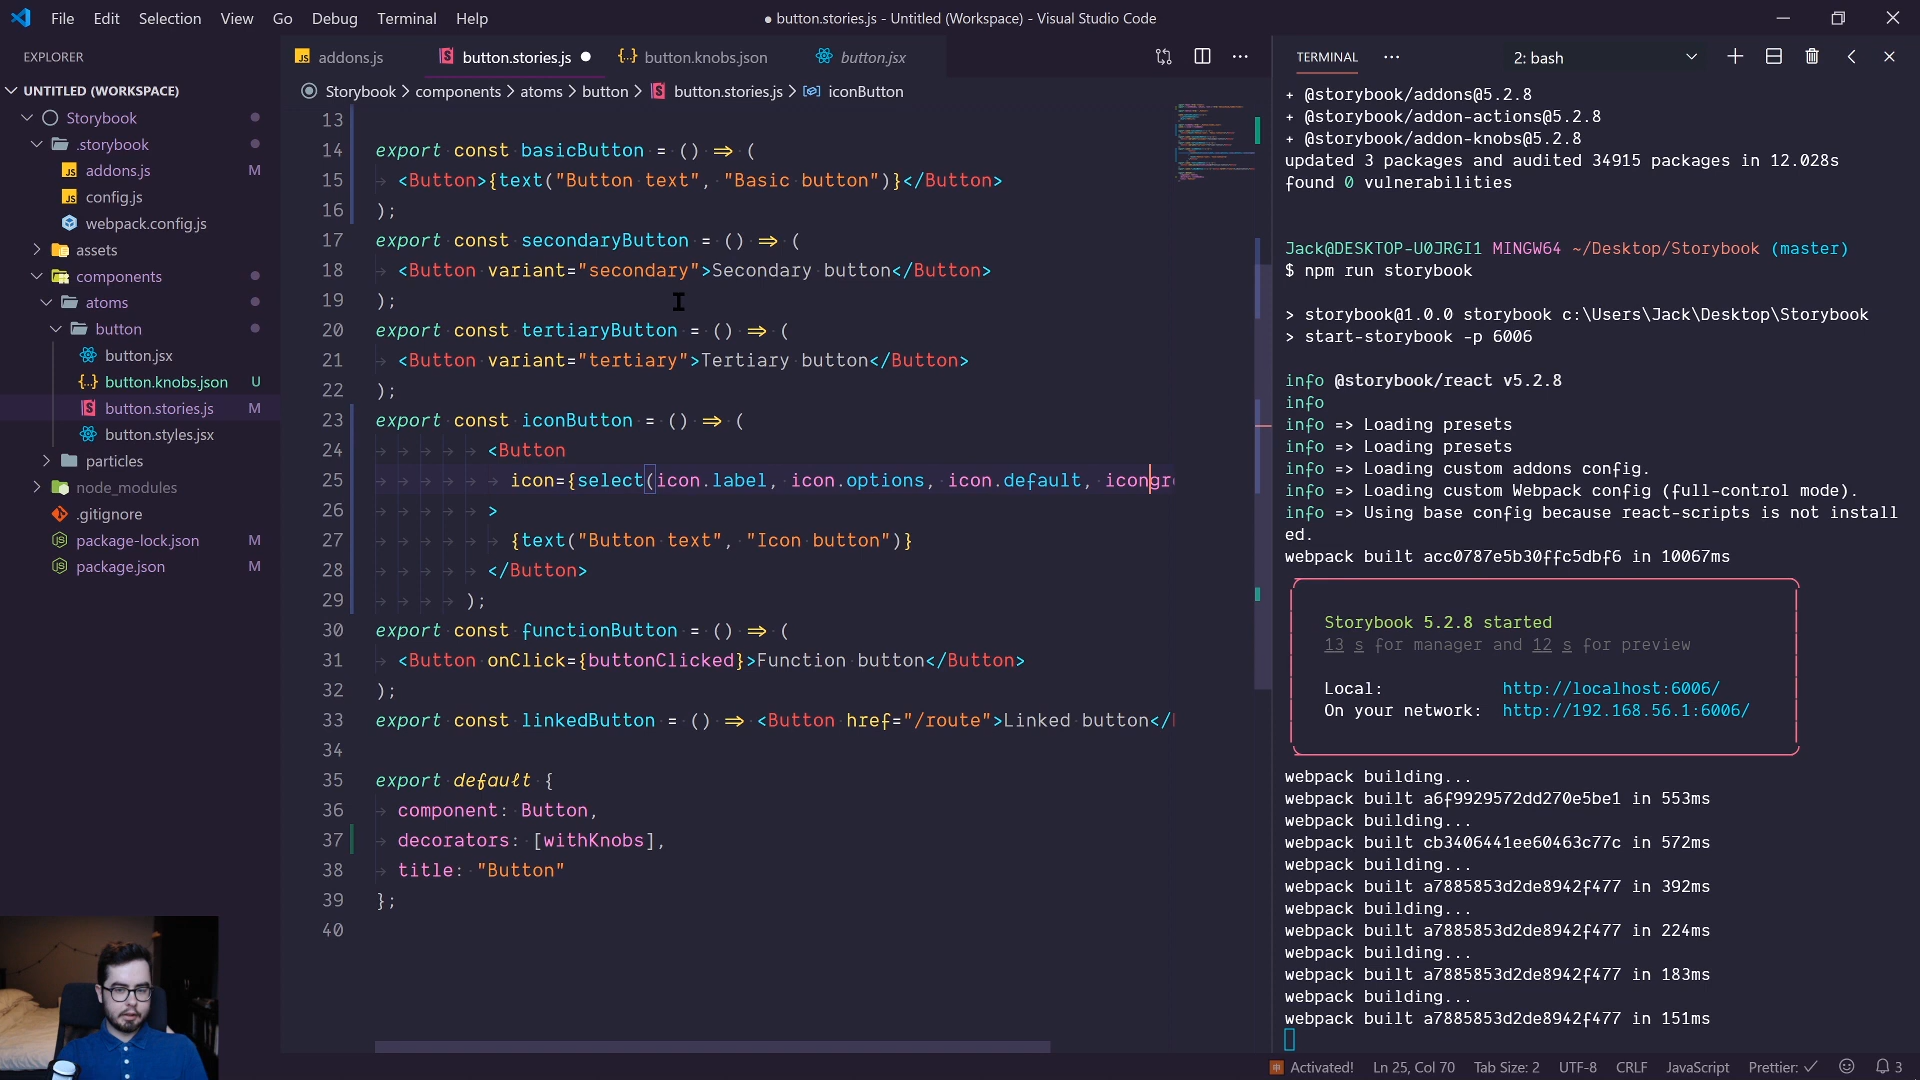 File Edit Selection View Go Debug Terminal Help
● button.stories.js - Untitled (Workspace) - Visual Studio Code
EXPLORER
UNTITLED (WORKSPACE)
Storybook
.storybook
addons.js M
config.js
webpack.config.js
assets
components
atoms
button
button.jsx
button.knobs.json U
button.stories.js M
button.styles.jsx
particles
node_modules
.gitignore
package-lock.json M
package.json M
addons.js button.stories.js button.knobs.json button.jsx
Storybook > components > atoms > button > button.stories.js > iconButton
13
14 export const basicButton = () => (
15 <Button>{text("Button text", "Basic button")}</Button>
16 );
17 export const secondaryButton = () => (
18 <Button variant="secondary">Secondary button</Button>
19 );
20 export const tertiaryButton = () => (
21 <Button variant="tertiary">Tertiary button</Button>
22 );
23 export const iconButton = () => (
24 <Button
25 icon={select(icon.label, icon.options, icon.default, icongr
26 >
27 {text("Button text", "Icon button")}
28 </Button>
29 );
30 export const functionButton = () => (
31 <Button onClick={buttonClicked}>Function button</Button>
32 );
33 export const linkedButton = () => <Button href="/route">Linked button</
34
35 export default {
36 component: Button,
37 decorators: [withKnobs],
38 title: "Button"
39 };
40
TERMINAL ··· 2: bash
+ @storybook/addons@5.2.8
+ @storybook/addon-actions@5.2.8
+ @storybook/addon-knobs@5.2.8
updated 3 packages and audited 34915 packages in 12.028s
found 0 vulnerabilities
Jack@DESKTOP-U0JRGI1 MINGW64 ~/Desktop/Storybook (master)
$ npm run storybook
> storybook@1.0.0 storybook c:\Users\Jack\Desktop\Storybook
> start-storybook -p 6006
info @storybook/react v5.2.8
info
info => Loading presets
info => Loading presets
info => Loading custom addons config.
info => Loading custom Webpack config (full-control mode).
info => Using base config because react-scripts is not install
ed.
webpack built acc0787e5b30ffc5dbf6 in 10067ms
Storybook 5.2.8 started
13 s for manager and 12 s for preview
Local: http://localhost:6006/
On your network: http://192.168.56.1:6006/
webpack building...
webpack built a6f9929572dd270e5be1 in 553ms
webpack building...
webpack built cb3406441ee60463c77c in 572ms
webpack building...
webpack built a7885853d2de8942f477 in 392ms
webpack building...
webpack built a7885853d2de8942f477 in 224ms
webpack building...
webpack built a7885853d2de8942f477 in 183ms
webpack building...
webpack built a7885853d2de8942f477 in 151ms
Activated! Ln 25, Col 70 Tab Size: 2 UTF-8 CRLF JavaScript Prettier: ✓ 3